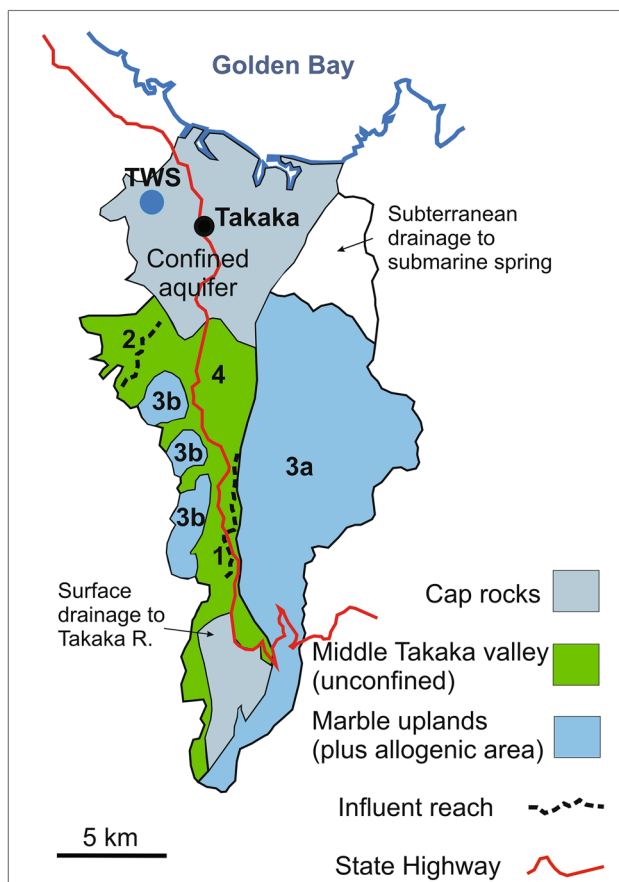 Golden Bay
TWS
Takaka
Confined
aquifer
Subterranean
drainage to
submarine spring
2
4
3b
3b
3a
3b
1
Surface
drainage to
Takaka R.
Cap rocks
Middle Takaka valley
(unconfined)
Marble uplands
(plus allogenic area)
Influent reach
State Highway
5 km